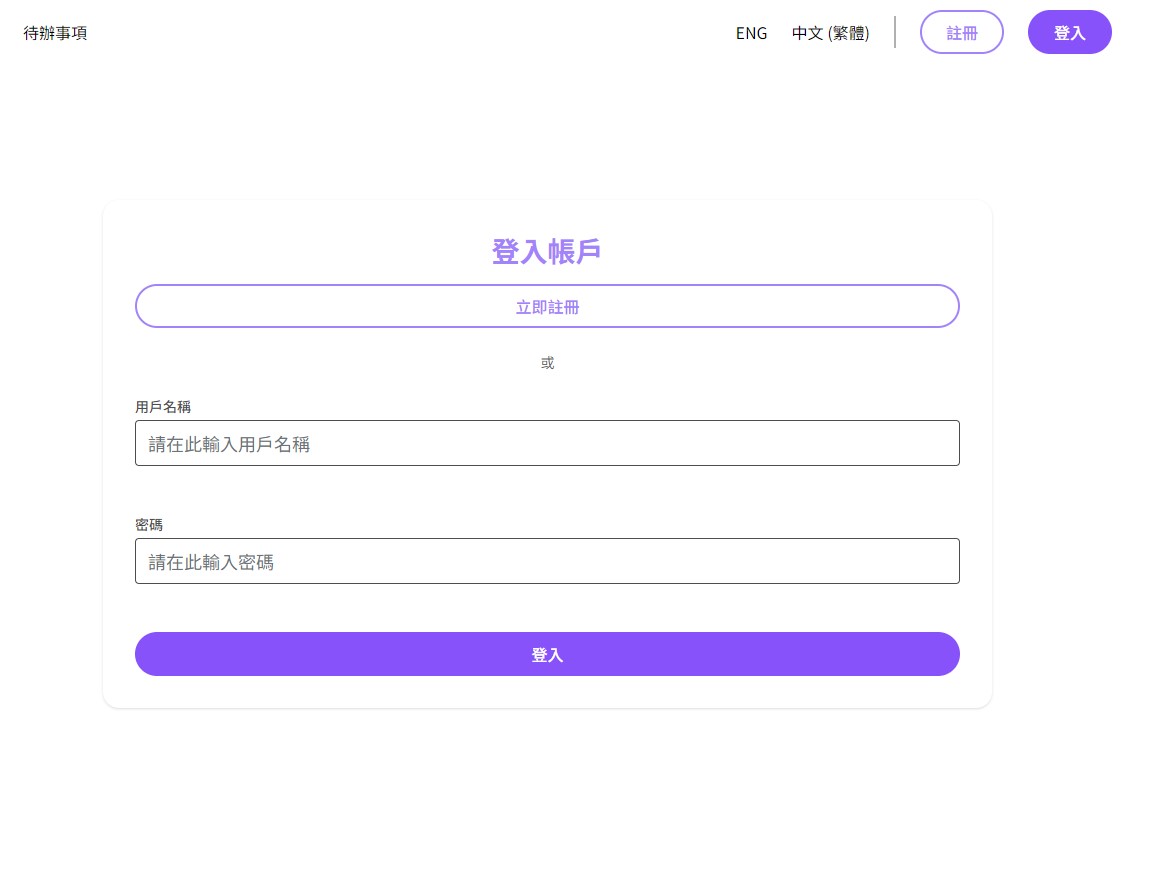 待辦事項
ENG
中文 (繁體)
註冊
登入
登入帳戶
立即註冊
或
用戶名稱
請在此輸入用戶名稱
密碼
請在此輸入密碼
登入